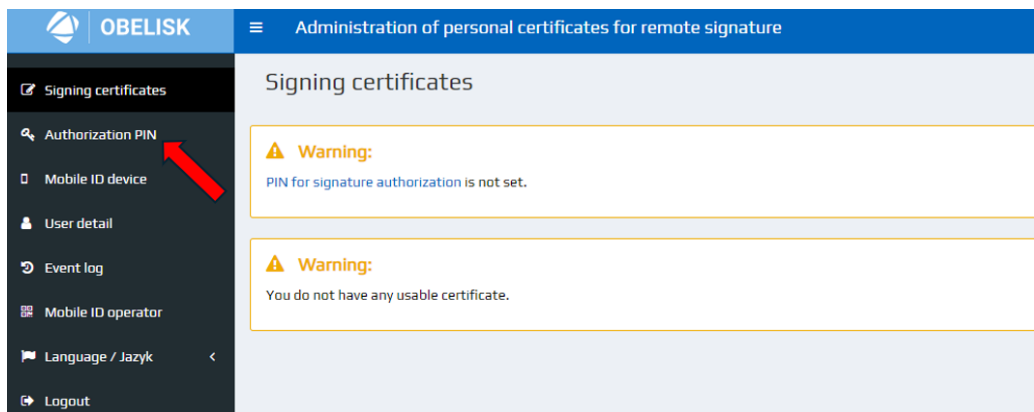 OBELISK
Administration of personal certificates for remote signature
Signing certificates
Authorization PIN
Mobile ID device
User detail
Event log
Mobile ID operator
Language / Jazyk
Logout
Signing certificates
Warning:
PIN for signature authorization is not set.
Warning:
You do not have any usable certificate.